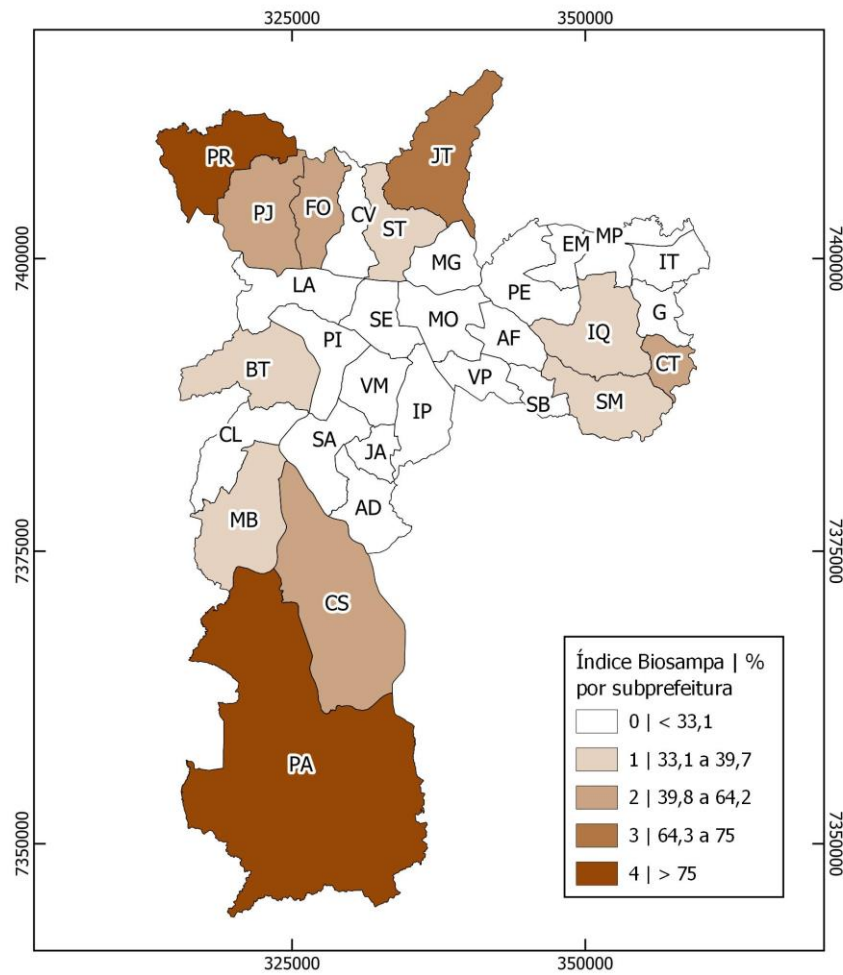 325000 350000
PR
JT
PJ
FO
CV
ST
7400000
7400000
MG
EM
MP
IT
LA
PE
SE
MO
G
PI
AF
IQ
BT
VM
VP
CT
IP
SB
SM
CL
SA
JA
AD
MB
7375000
7375000
CS
PA
Índice Biosampa | %
por subprefeitura
0 | < 33,1
1 | 33,1 a 39,7
2 | 39,8 a 64,2
3 | 64,3 a 75
4 | > 75
7350000
7350000
325000 350000